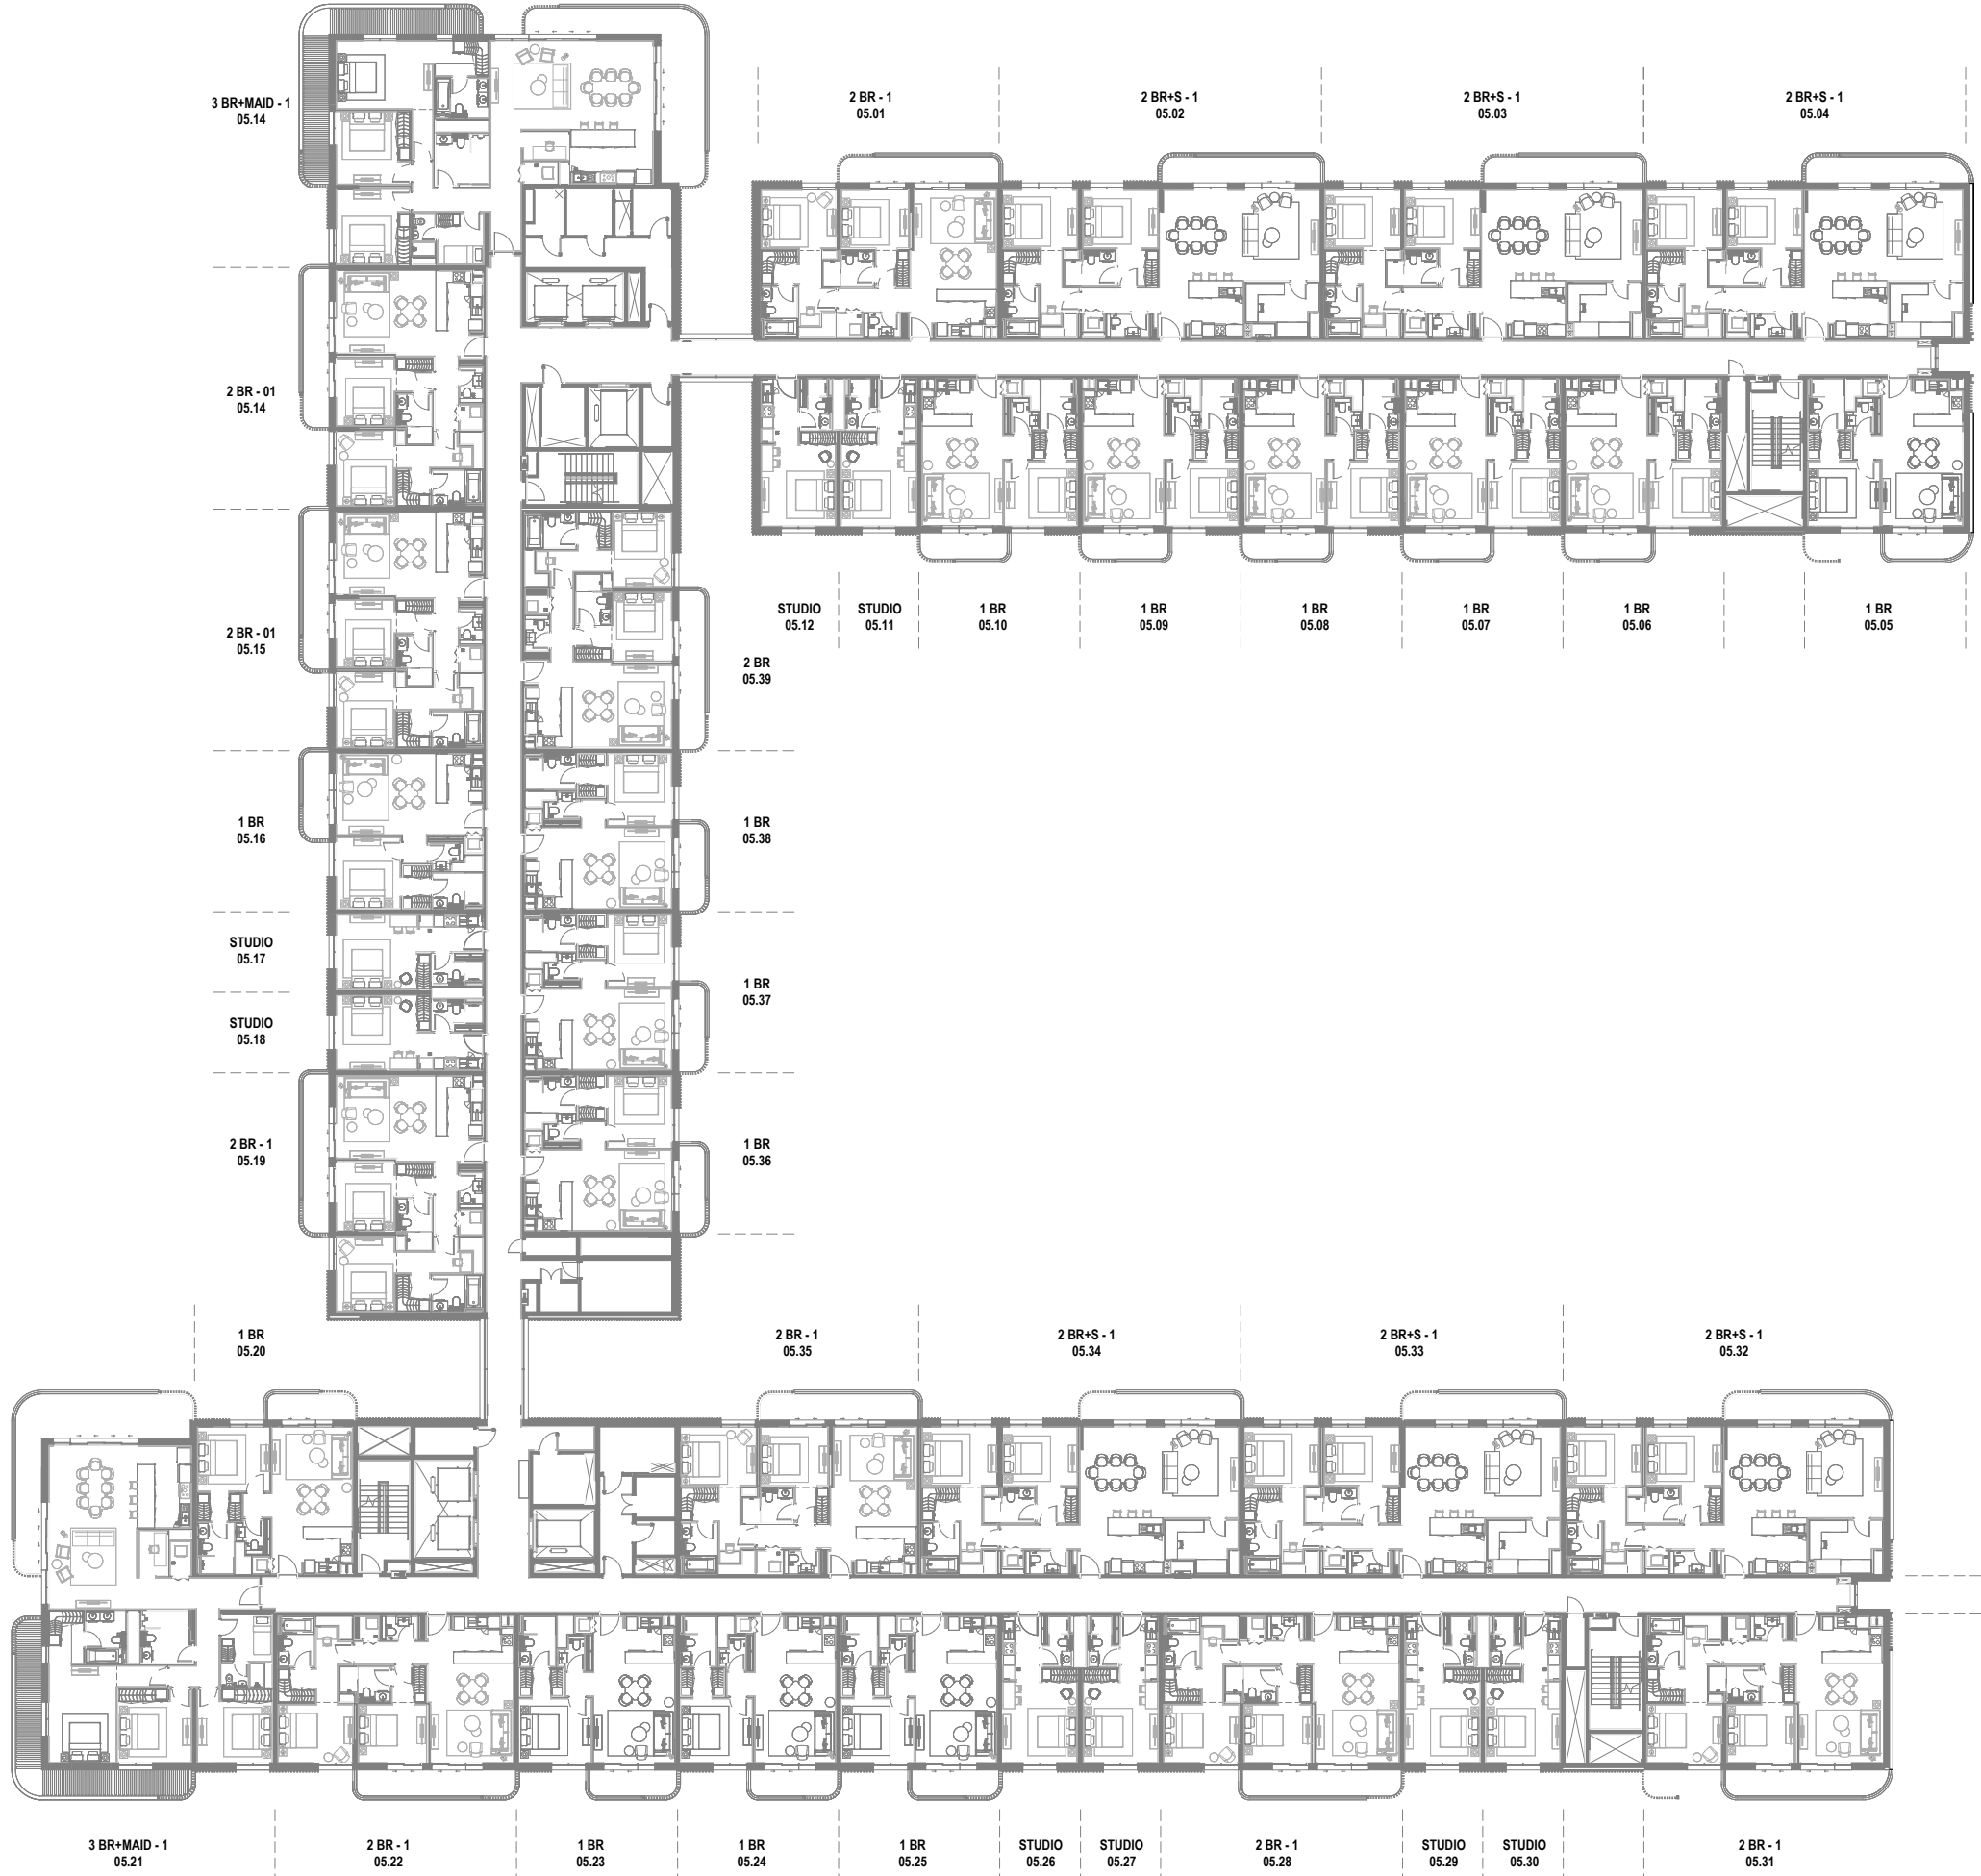 3 BR+MAID - 1
05.14
2 BR - 1
05.01
2 BR+S - 1
05.02
2 BR+S - 1
05.03
2 BR+S - 1
05.04
2 BR - 01
05.14
STUDIO
05.12
STUDIO
05.11
1 BR
05.10
1 BR
05.09
1 BR
05.08
1 BR
05.07
1 BR
05.06
1 BR
05.05
2 BR - 01
05.15
2 BR
05.39
1 BR
05.16
1 BR
05.38
STUDIO
05.17
1 BR
05.37
STUDIO
05.18
2 BR - 1
05.19
1 BR
05.36
1 BR
05.20
2 BR - 1
05.35
2 BR+S - 1
05.34
2 BR+S - 1
05.33
2 BR+S - 1
05.32
3 BR+MAID - 1
05.21
2 BR - 1
05.22
1 BR
05.23
1 BR
05.24
1 BR
05.25
STUDIO
05.26
STUDIO
05.27
2 BR - 1
05.28
STUDIO
05.29
STUDIO
05.30
2 BR - 1
05.31